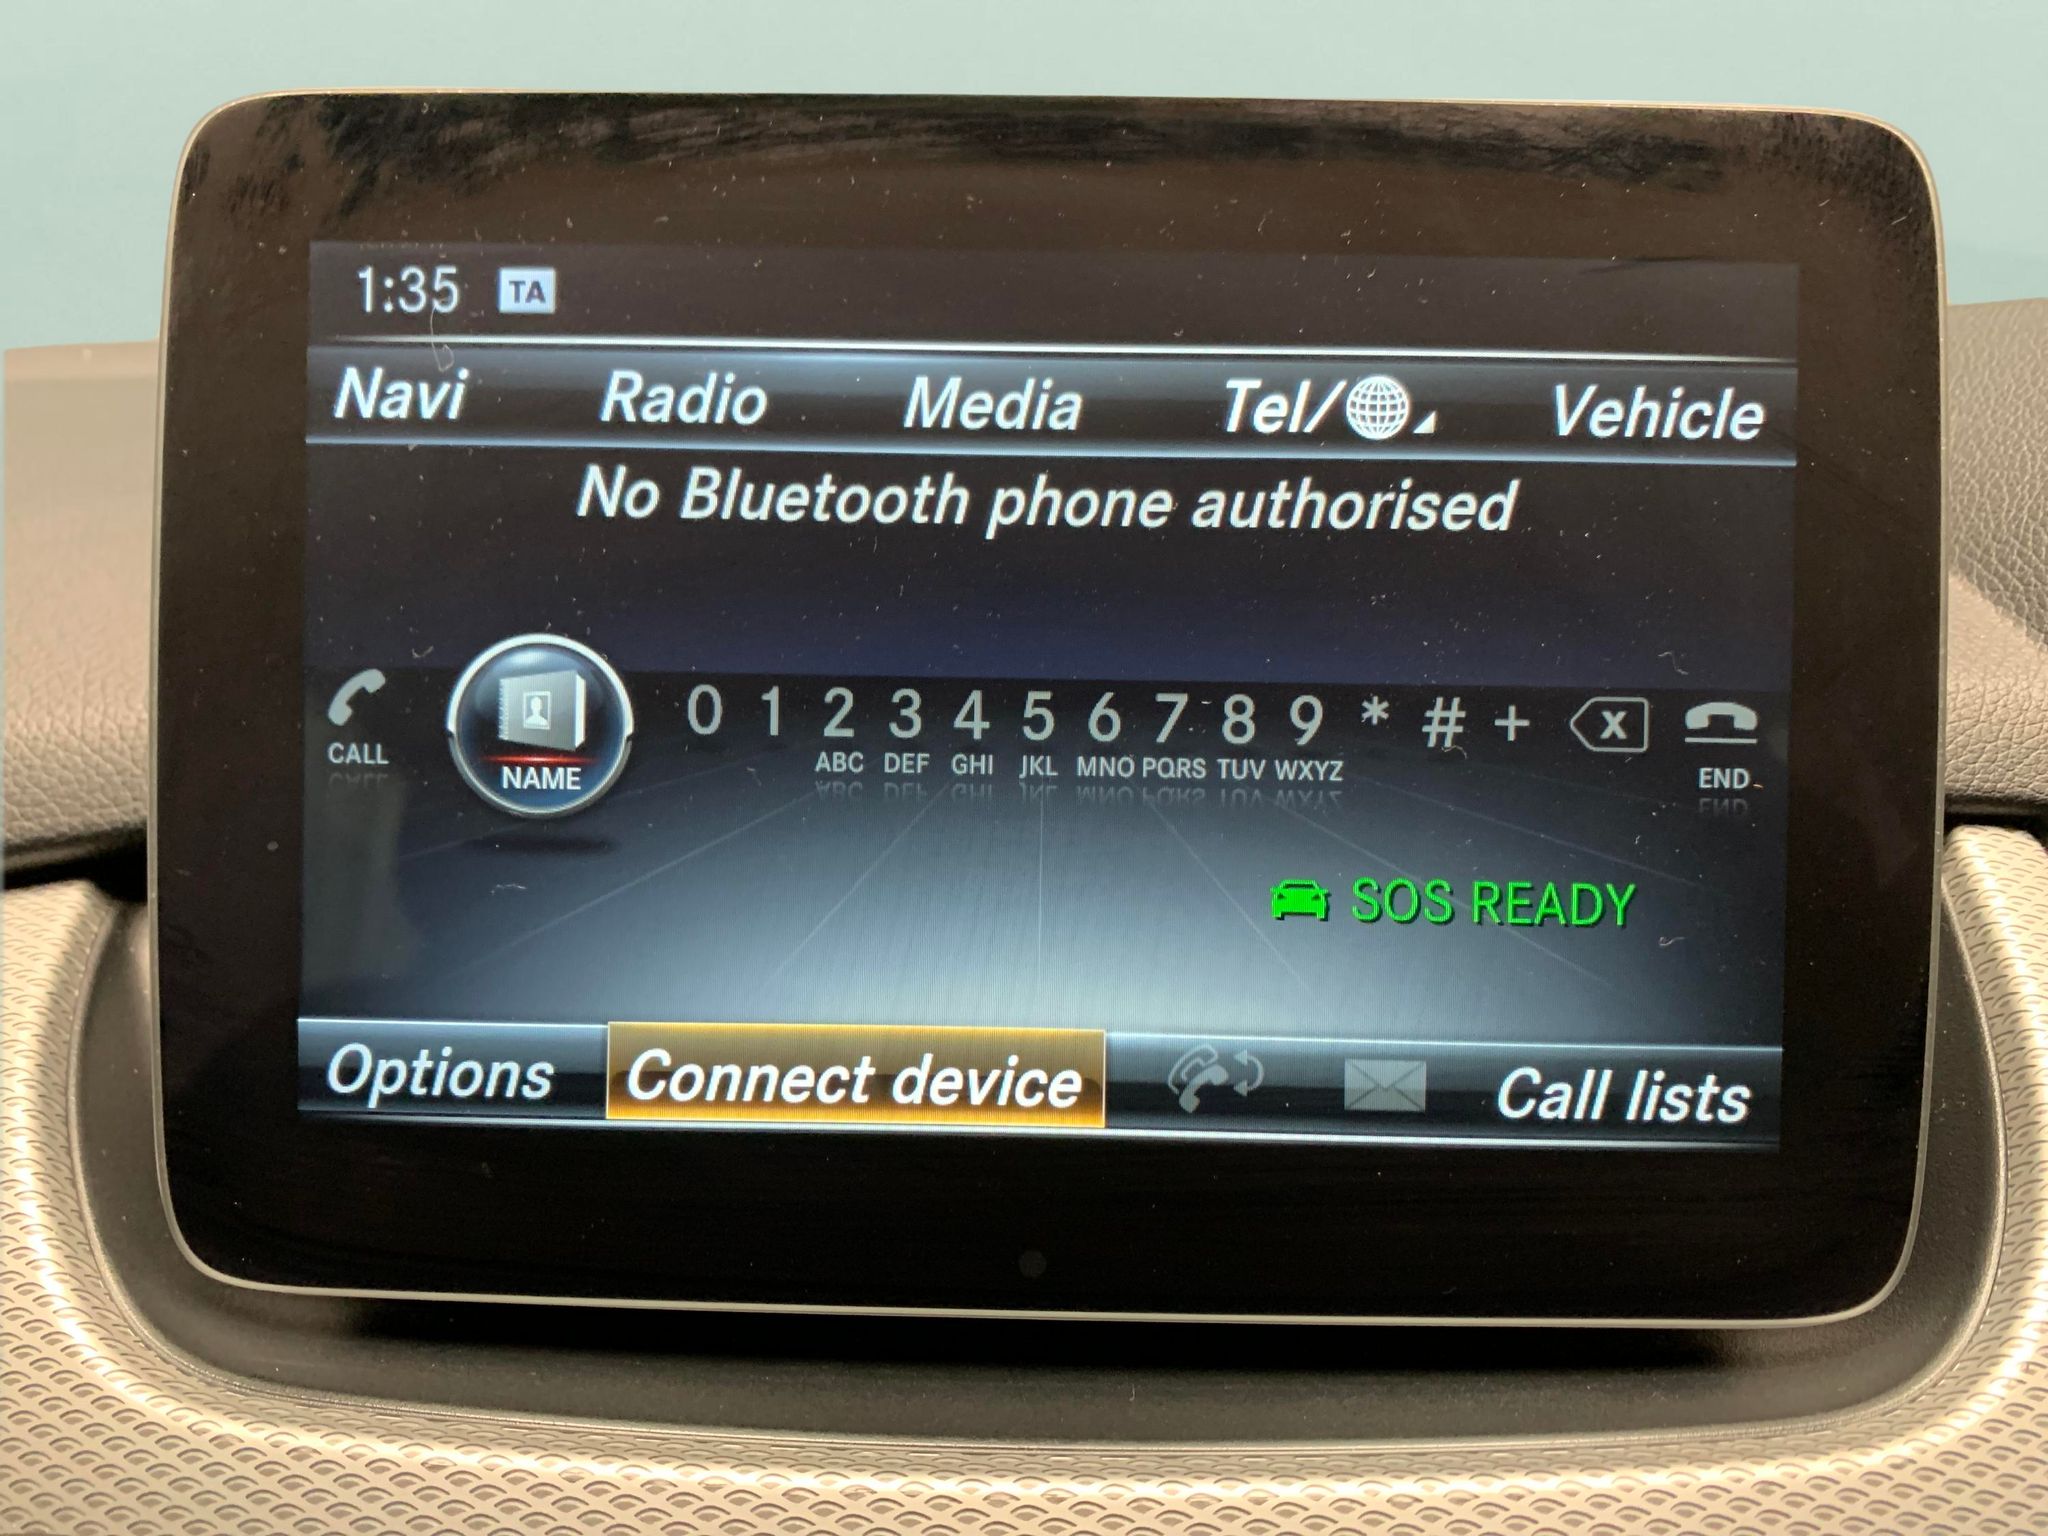 1:35 TA
Navi Radio Media Tel/ Vehicle
No Bluetooth phone authorised
0 1 2 3 4 5 6 7 8 9 * # + X
CALL NAME ABC DEF GHI JKL MNO PQRS TUV WXYZ END
SOS READY
Options Connect device Call lists